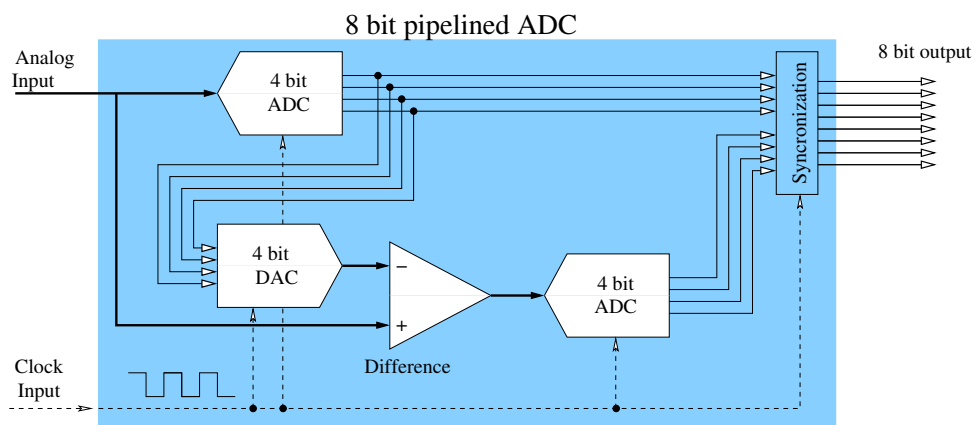 8 bit pipelined ADC
Analog
Input
4 bit
ADC
8 bit output
Syncronization
4 bit
DAC
−
+
4 bit
ADC
Difference
Clock
Input